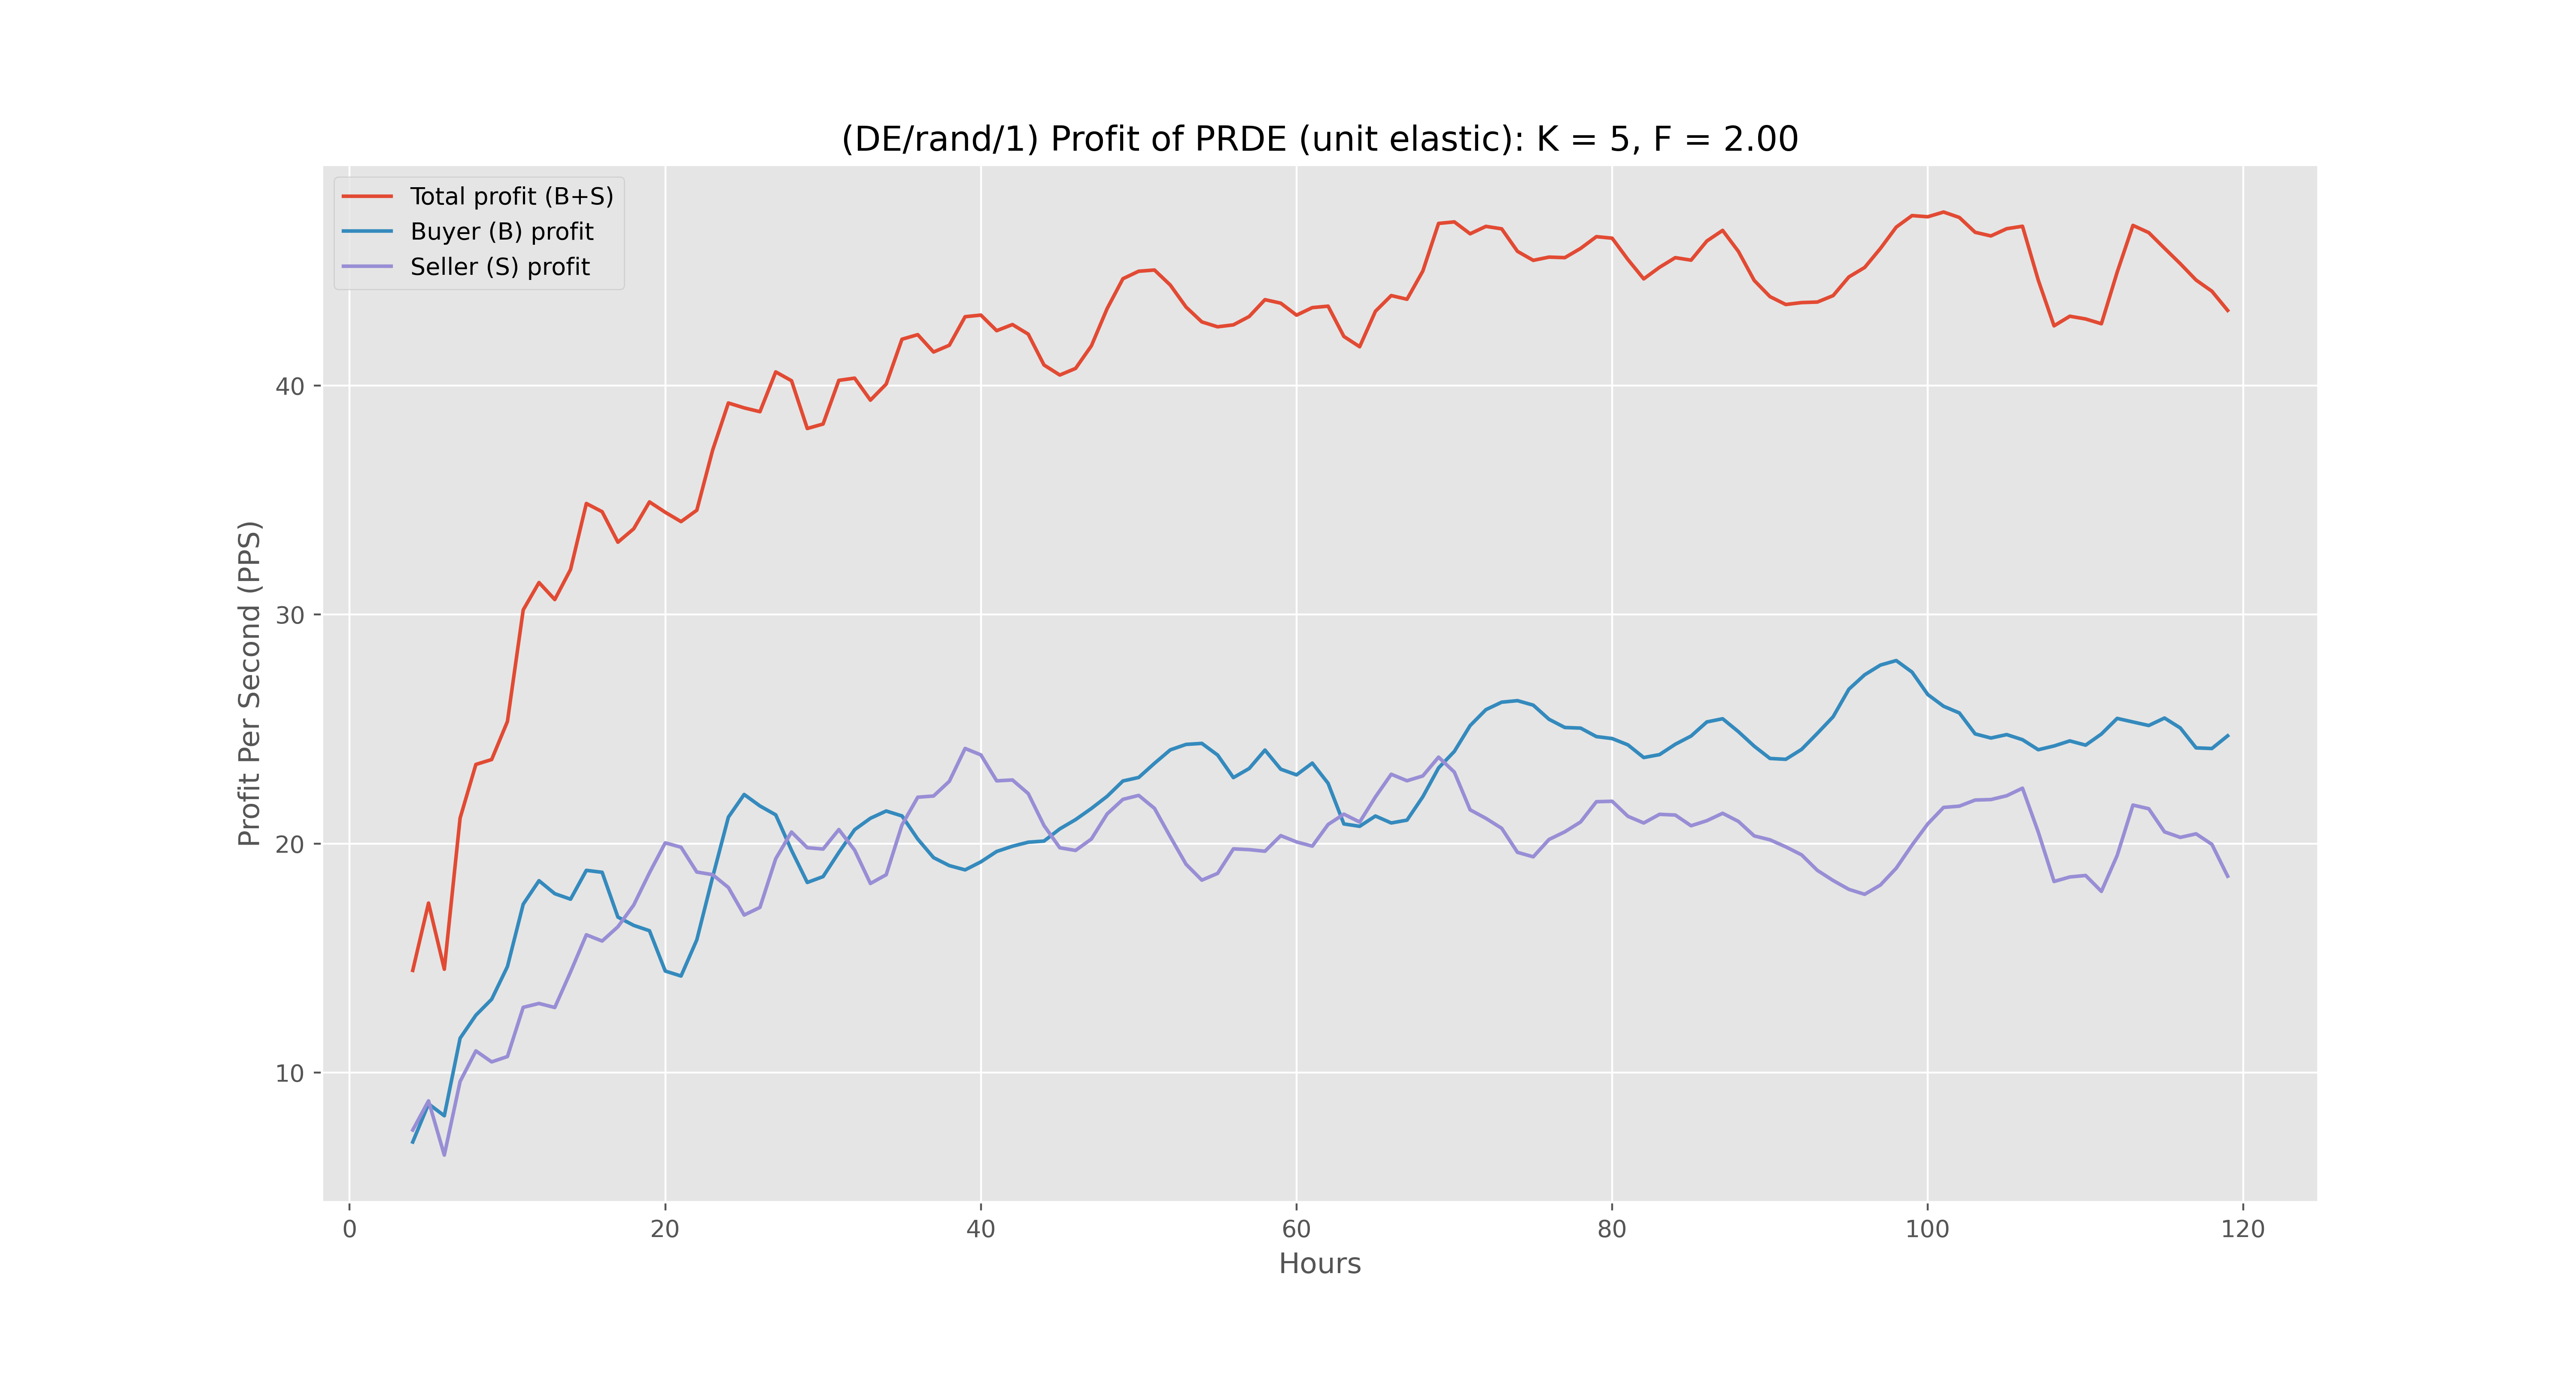 (DE/rand/1) Profit of PRDE (unit elastic): K = 5, F = 2.00
Total profit (B+S)
Buyer (B) profit
Seller (S) profit
Profit Per Second (PPS)
40
30
20
10
0 20 40 60 80 100 120
Hours